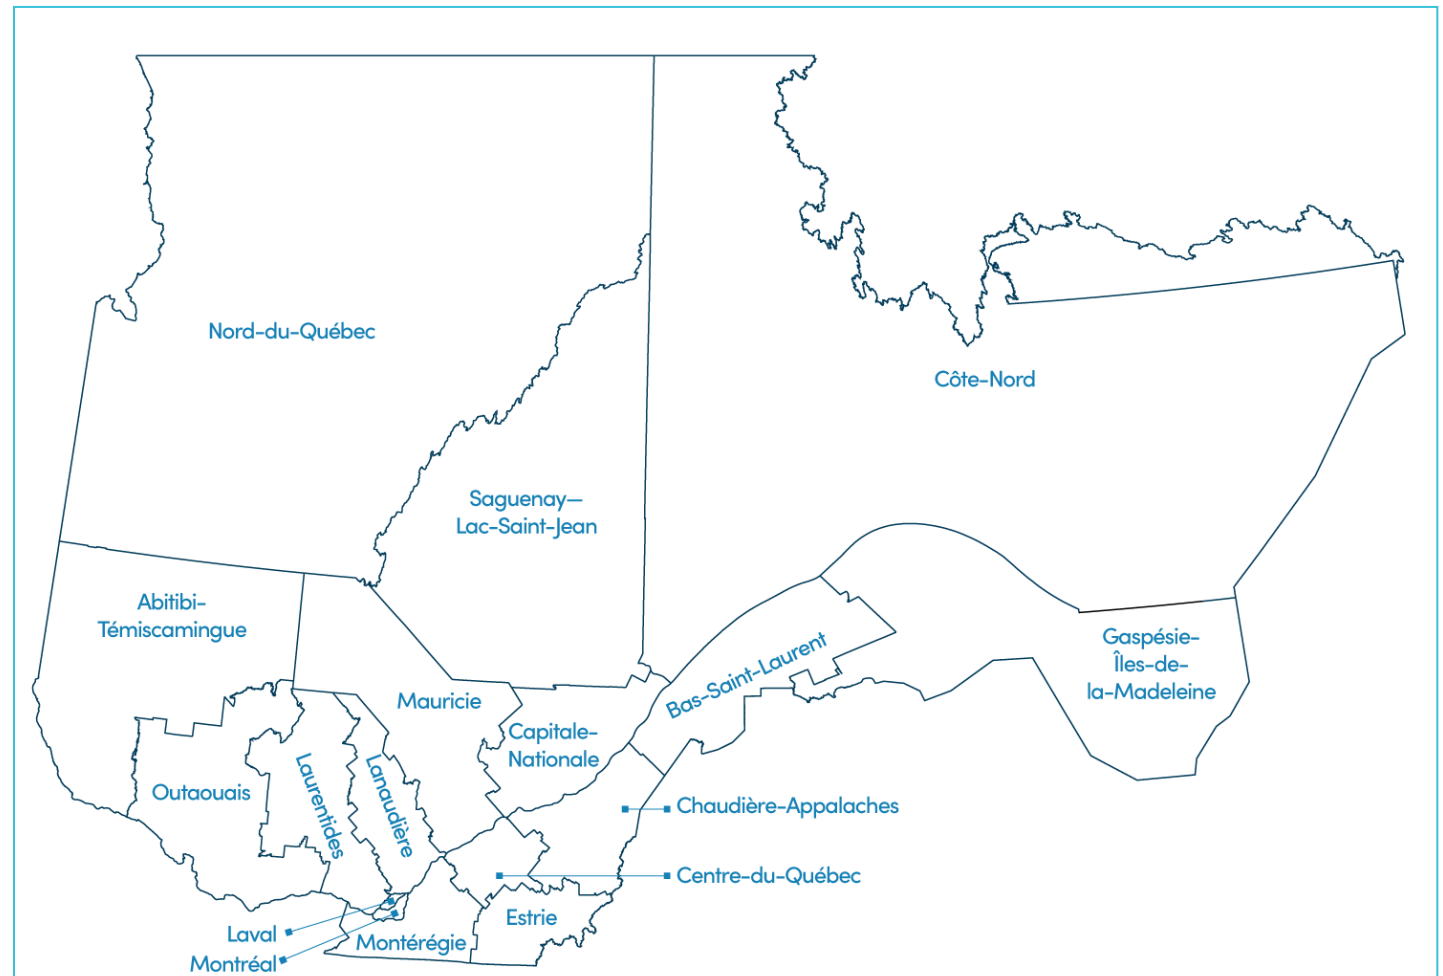 Nord-du-Québec
Côte-Nord
Saguenay—
Lac-Saint-Jean
Abitibi-
Témiscamingue
Gaspésie-
Îles-de-
la-Madeleine
Bas-Saint-Laurent
Mauricie
Capitale-
Nationale
Outaouais
Laurentides
Lanaudière
Chaudière-Appalaches
Centre-du-Québec
Estrie
Laval
Montérégie
Montréal